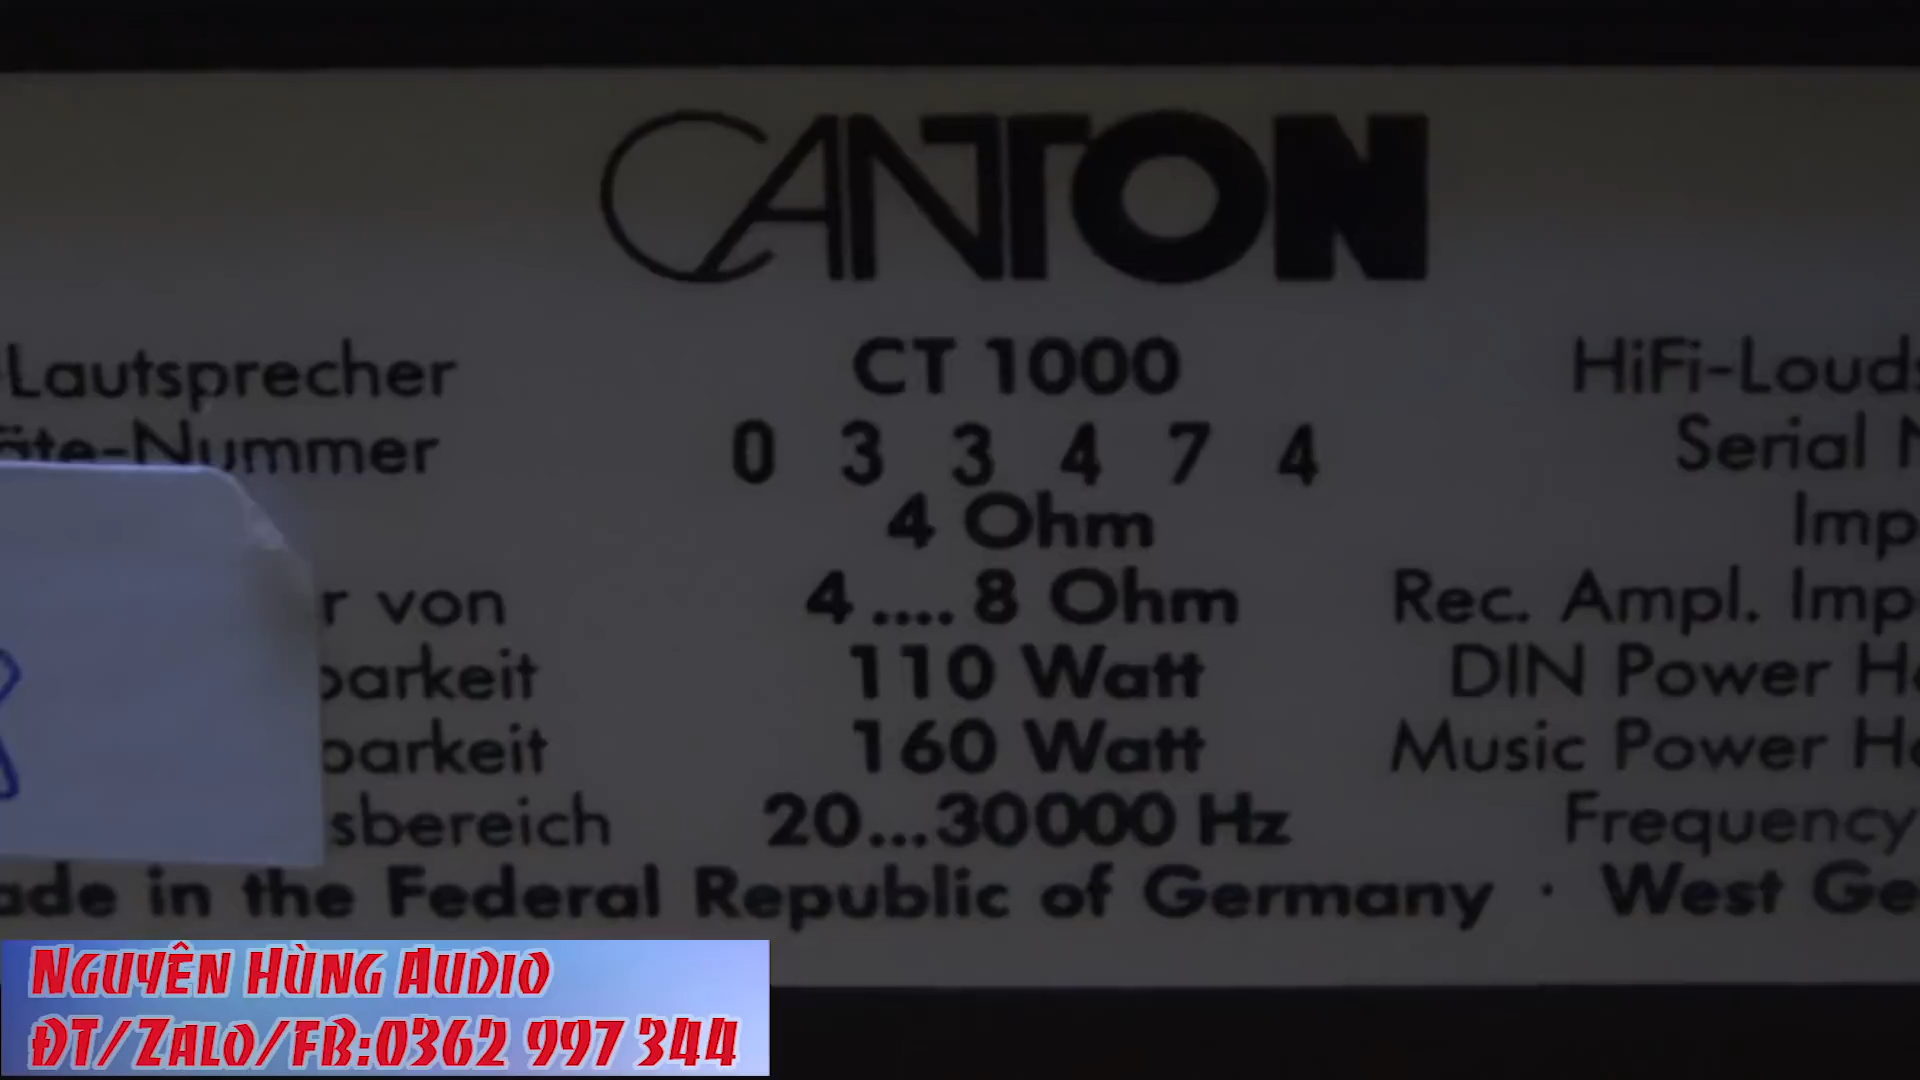 CANTON
-Lautsprecher CT 1000 HiFi-Louds
äte-Nummer 0 3 3 4 7 4 Serial N
4 Ohm Imp
r von 4....8 Ohm Rec. Ampl. Imp
barkeit 110 Watt DIN Power Ha
barkeit 160 Watt Music Power Ha
sbereich 20...30000 Hz Frequency
ade in the Federal Republic of Germany · West Ge
NGUYÊN HÙNG AUDIO
ĐT/ZALO/FB:0362 997 344